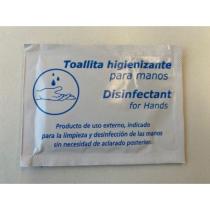 Toallita higienizante
para manos
Disinfectant
for Hands
Producto de uso externo, indicado
para la limpieza y desinfección de las manos
sin necesidad de aclarado posterior.